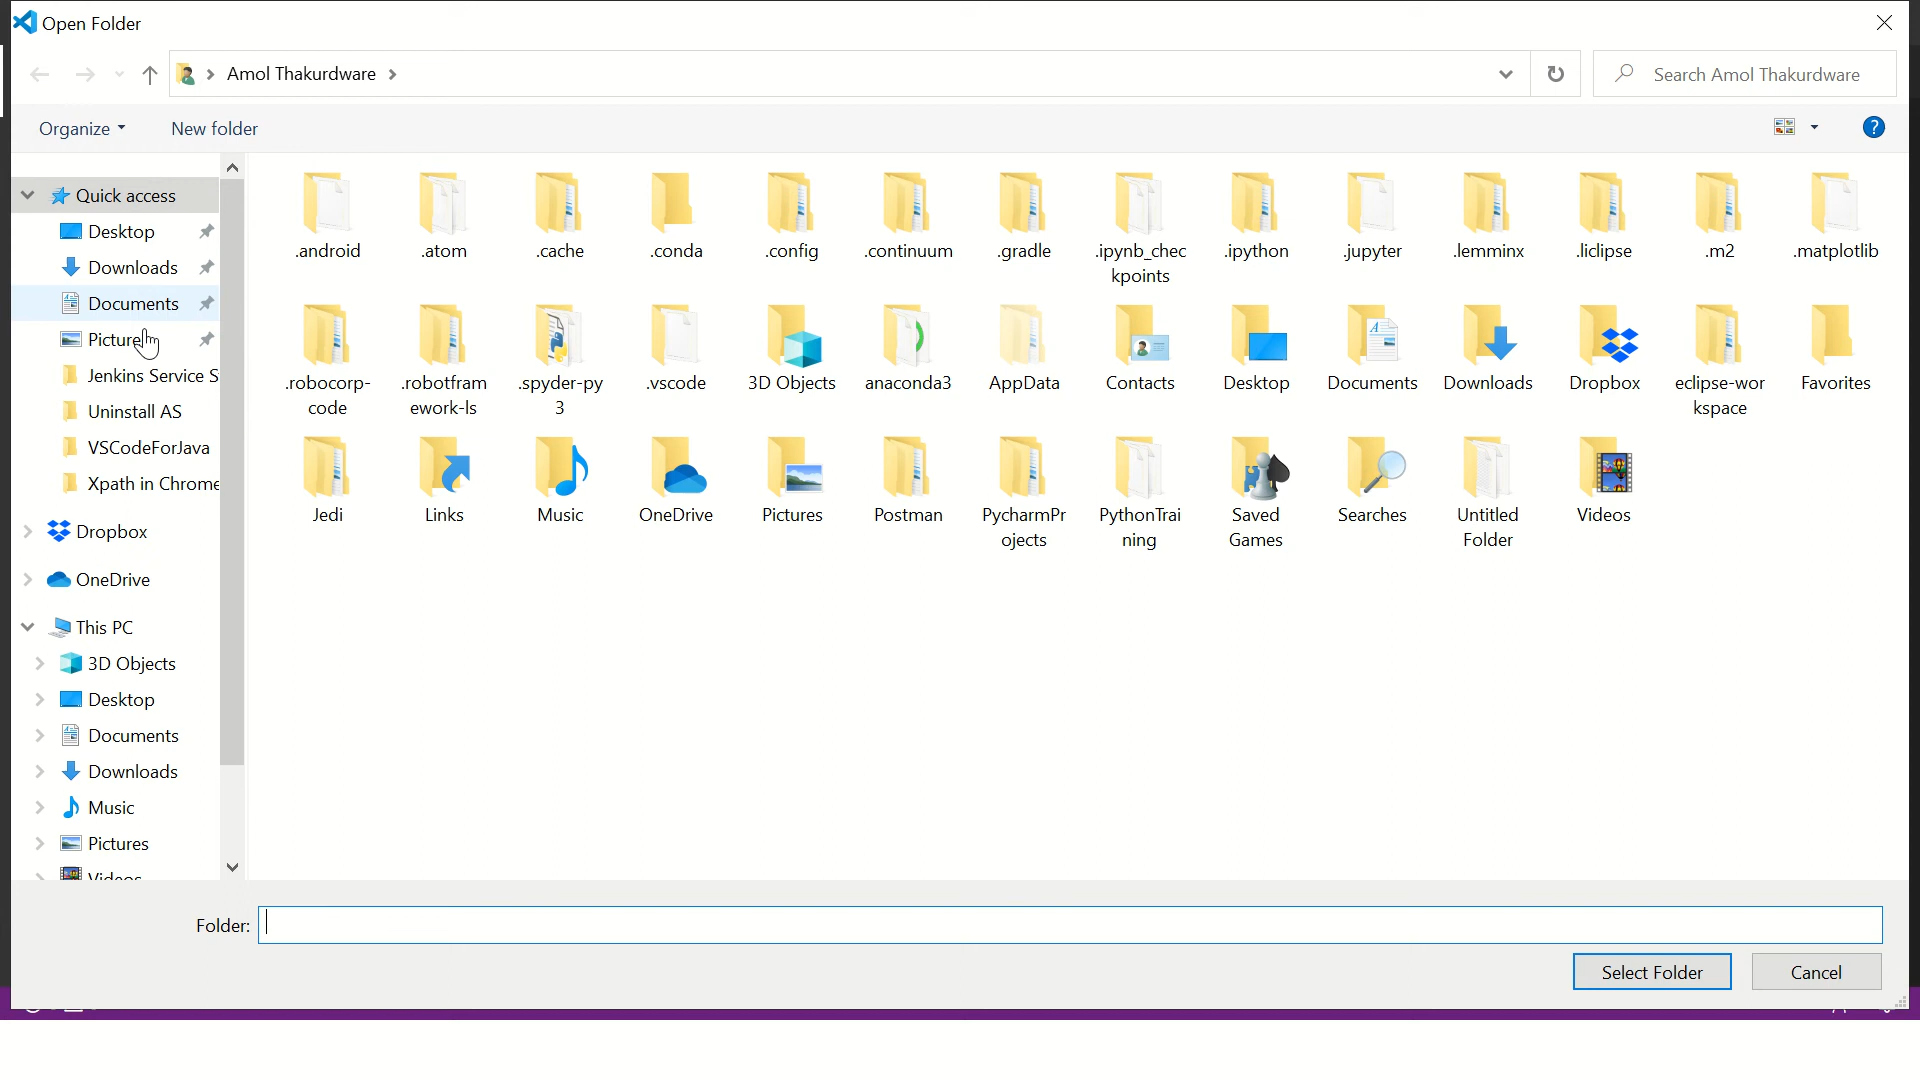 Open Folder
Amol Thakurdware
Search Amol Thakurdware
Organize
New folder
Quick access
Desktop
Downloads
Documents
Picture
Jenkins Service S
Uninstall AS
VSCodeForJava
Xpath in Chrome
Dropbox
OneDrive
This PC
3D Objects
Desktop
Documents
Downloads
Music
Pictures
Videos
.android
.atom
.cache
.conda
.config
.continuum
.gradle
.ipynb_chec
kpoints
.ipython
.jupyter
.lemminx
.liclipse
.m2
.matplotlib
.robocorp-
code
.robotfram
ework-ls
.spyder-py
3
.vscode
3D Objects
anaconda3
AppData
Contacts
Desktop
Documents
Downloads
Dropbox
eclipse-wor
kspace
Favorites
Jedi
Links
Music
OneDrive
Pictures
Postman
PycharmPr
ojects
PythonTrai
ning
Saved
Games
Searches
Untitled
Folder
Videos
Folder:
Select Folder
Cancel